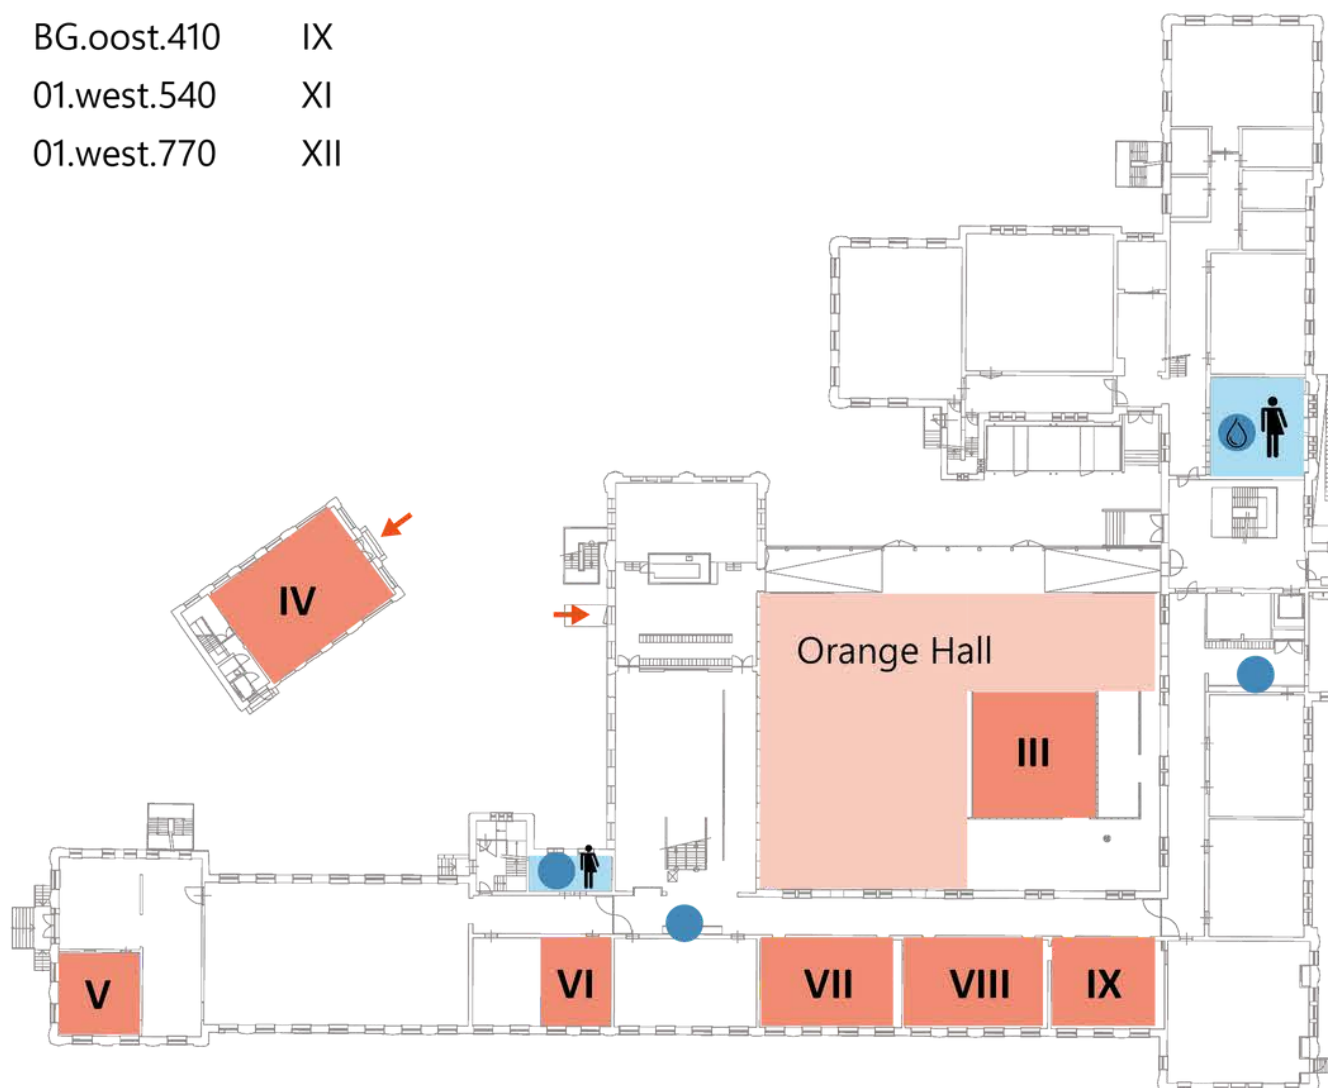 BG.oost.410 IX
01.west.540 XI
01.west.770 XII
IV
Orange Hall
III
V
VI
VII
VIII
IX